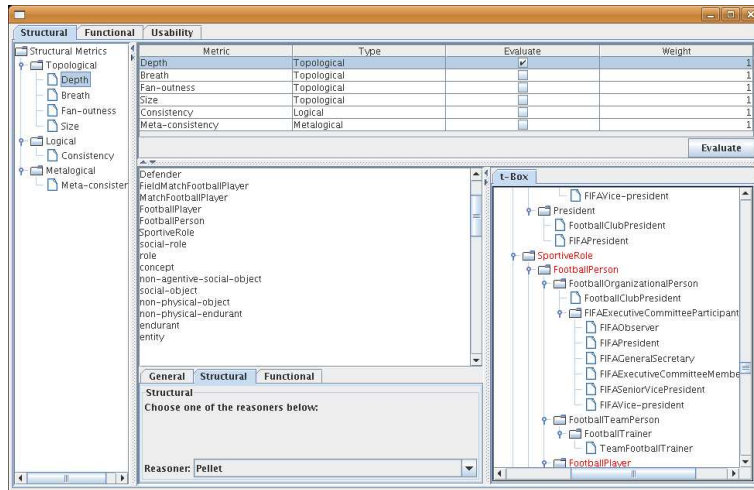 Structural Functional Usability
Structural Metrics
Topological
Depth
Breath
Fan-outness
Size
Logical
Consistency
Metalogical
Meta-consister
Metric Type Evaluate Weight
Depth Topological 1
Breath Topological 1
Fan-outness Topological 1
Size Topological 1
Consistency Logical 1
Meta-consistency Metalogical 1
Evaluate
Defender
FieldMatchFootballPlayer
MatchFootballPlayer
FootballPlayer
FootballPerson
SportiveRole
social-role
role
concept
non-agentive-social-object
social-object
non-physical-object
non-physical-endurant
endurant
entity
General Structural Functional
Structural
Choose one of the reasoners below:
Reasoner: Pellet
t-Box
FIFAVice-president
President
FootballClubPresident
FIFAPresident
SportiveRole
FootballPerson
FootballOrganizationalPerson
FootballClubPresident
FIFAExecutiveCommitteeParticipant
FIFAObserver
FIFAPresident
FIFAGeneralSecretary
FIFAExecutiveCommitteeMembe
FIFASeniorVicePresident
FIFAVice-president
FootballTeamPerson
FootballTrainer
TeamFootballTrainer
FootballPlayer